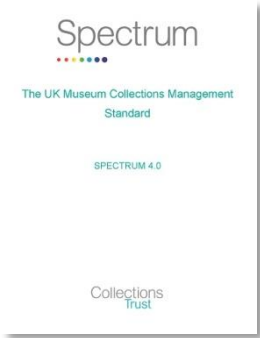 Spectrum
The UK Museum Collections Management
Standard
SPECTRUM 4.0
Collections
Trust